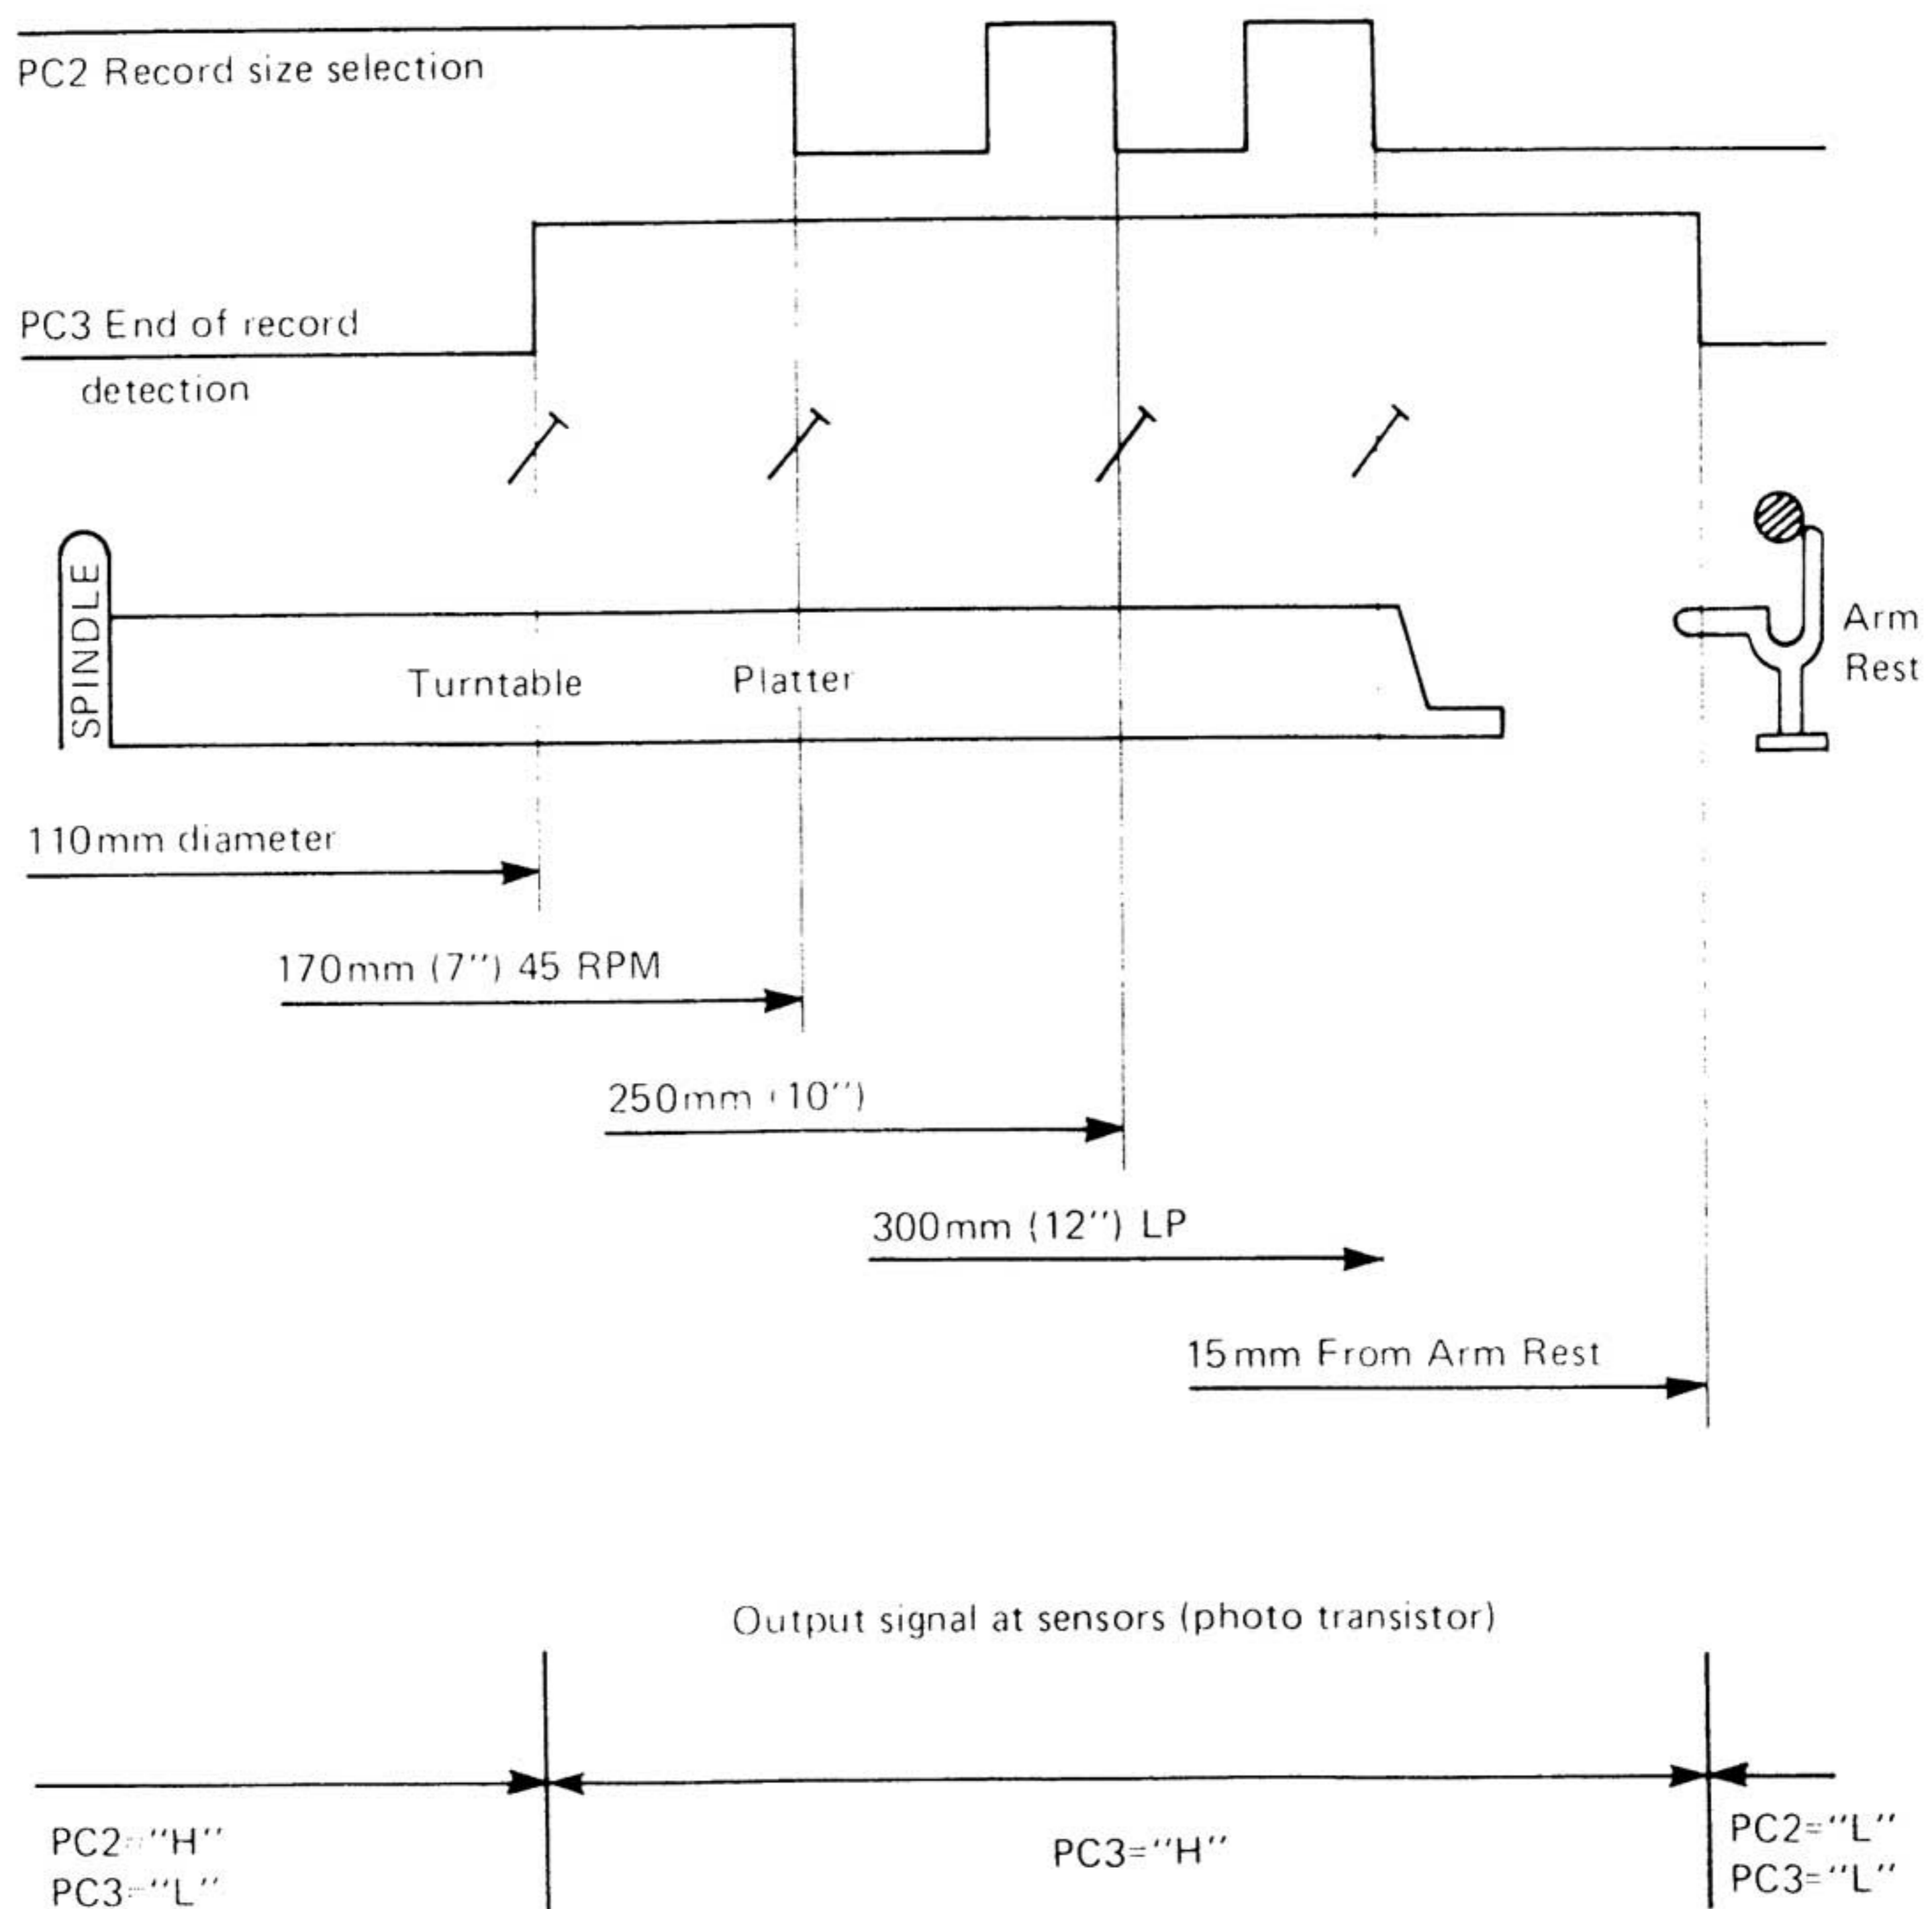 PC2 Record size selection
PC3 End of record
detection
SPINDLE
Turntable Platter
Arm
Rest
110mm diameter
170mm (7'') 45 RPM
250mm (10'')
300mm (12'') LP
15mm From Arm Rest
Output signal at sensors (photo transistor)
PC2=''H''
PC3=''L''
PC3=''H''
PC2=''L''
PC3=''L''